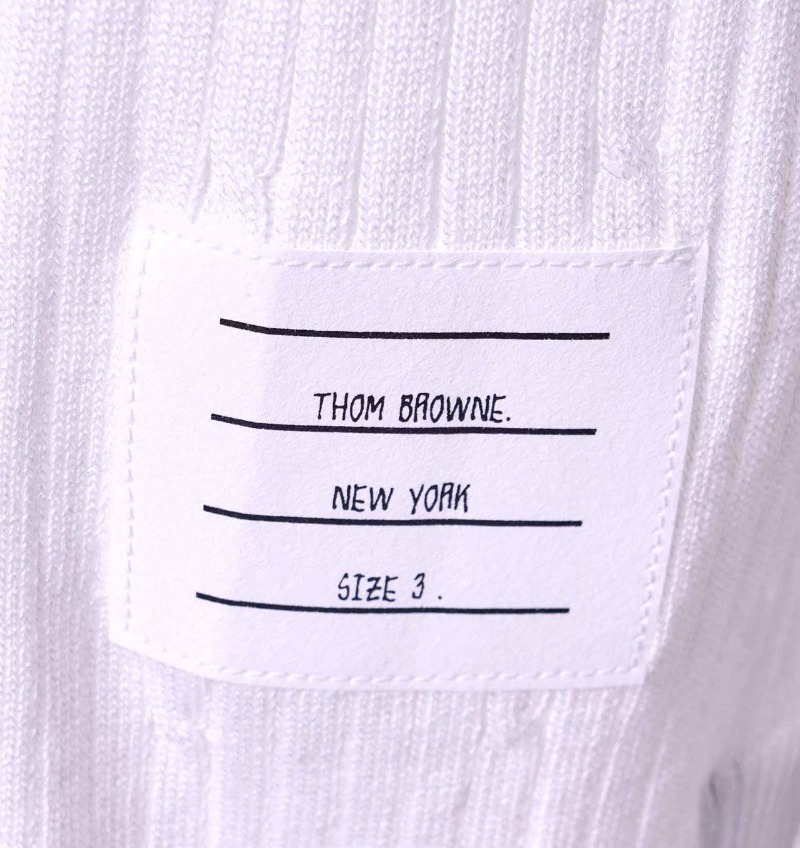 THOM BROWNE.
NEW YORK
SIZE 3 .